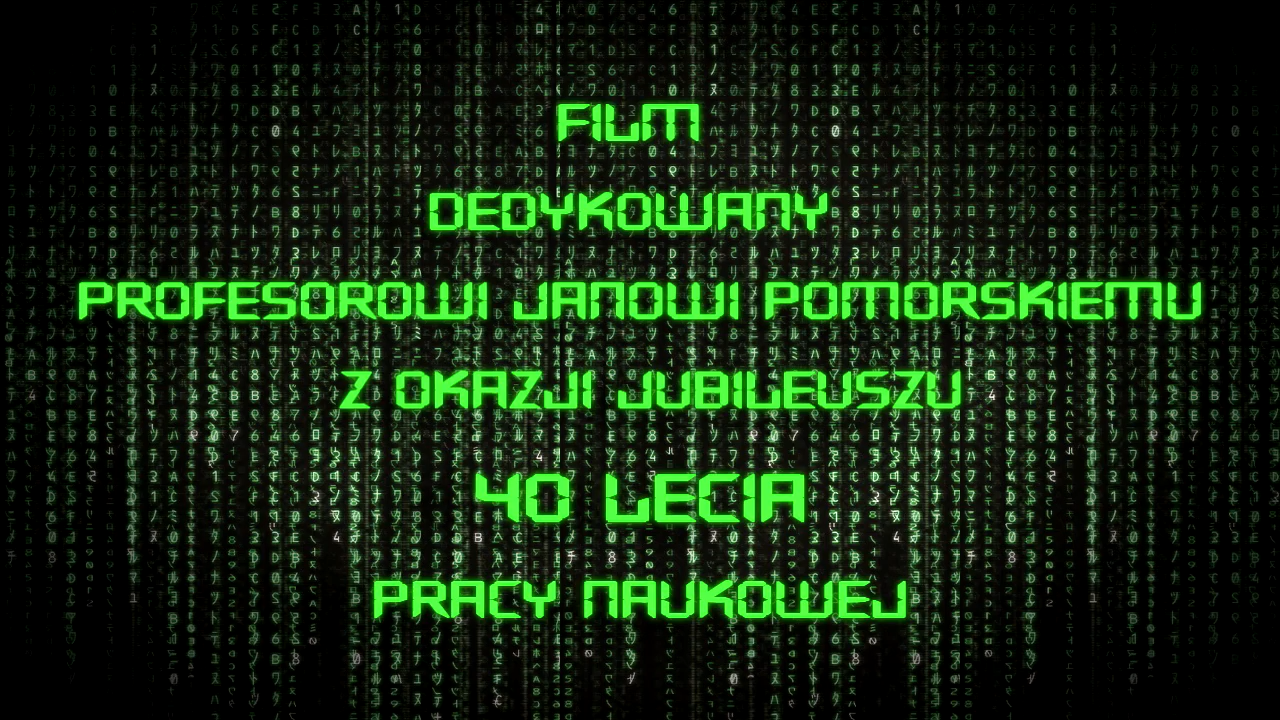 FILM
DEDYKOWANY
PROFESOROWI JANOWI POMORSKIEMU
Z OKAZJI JUBILEUSZU
40 LECIA
PRACY NAUKOWEJ